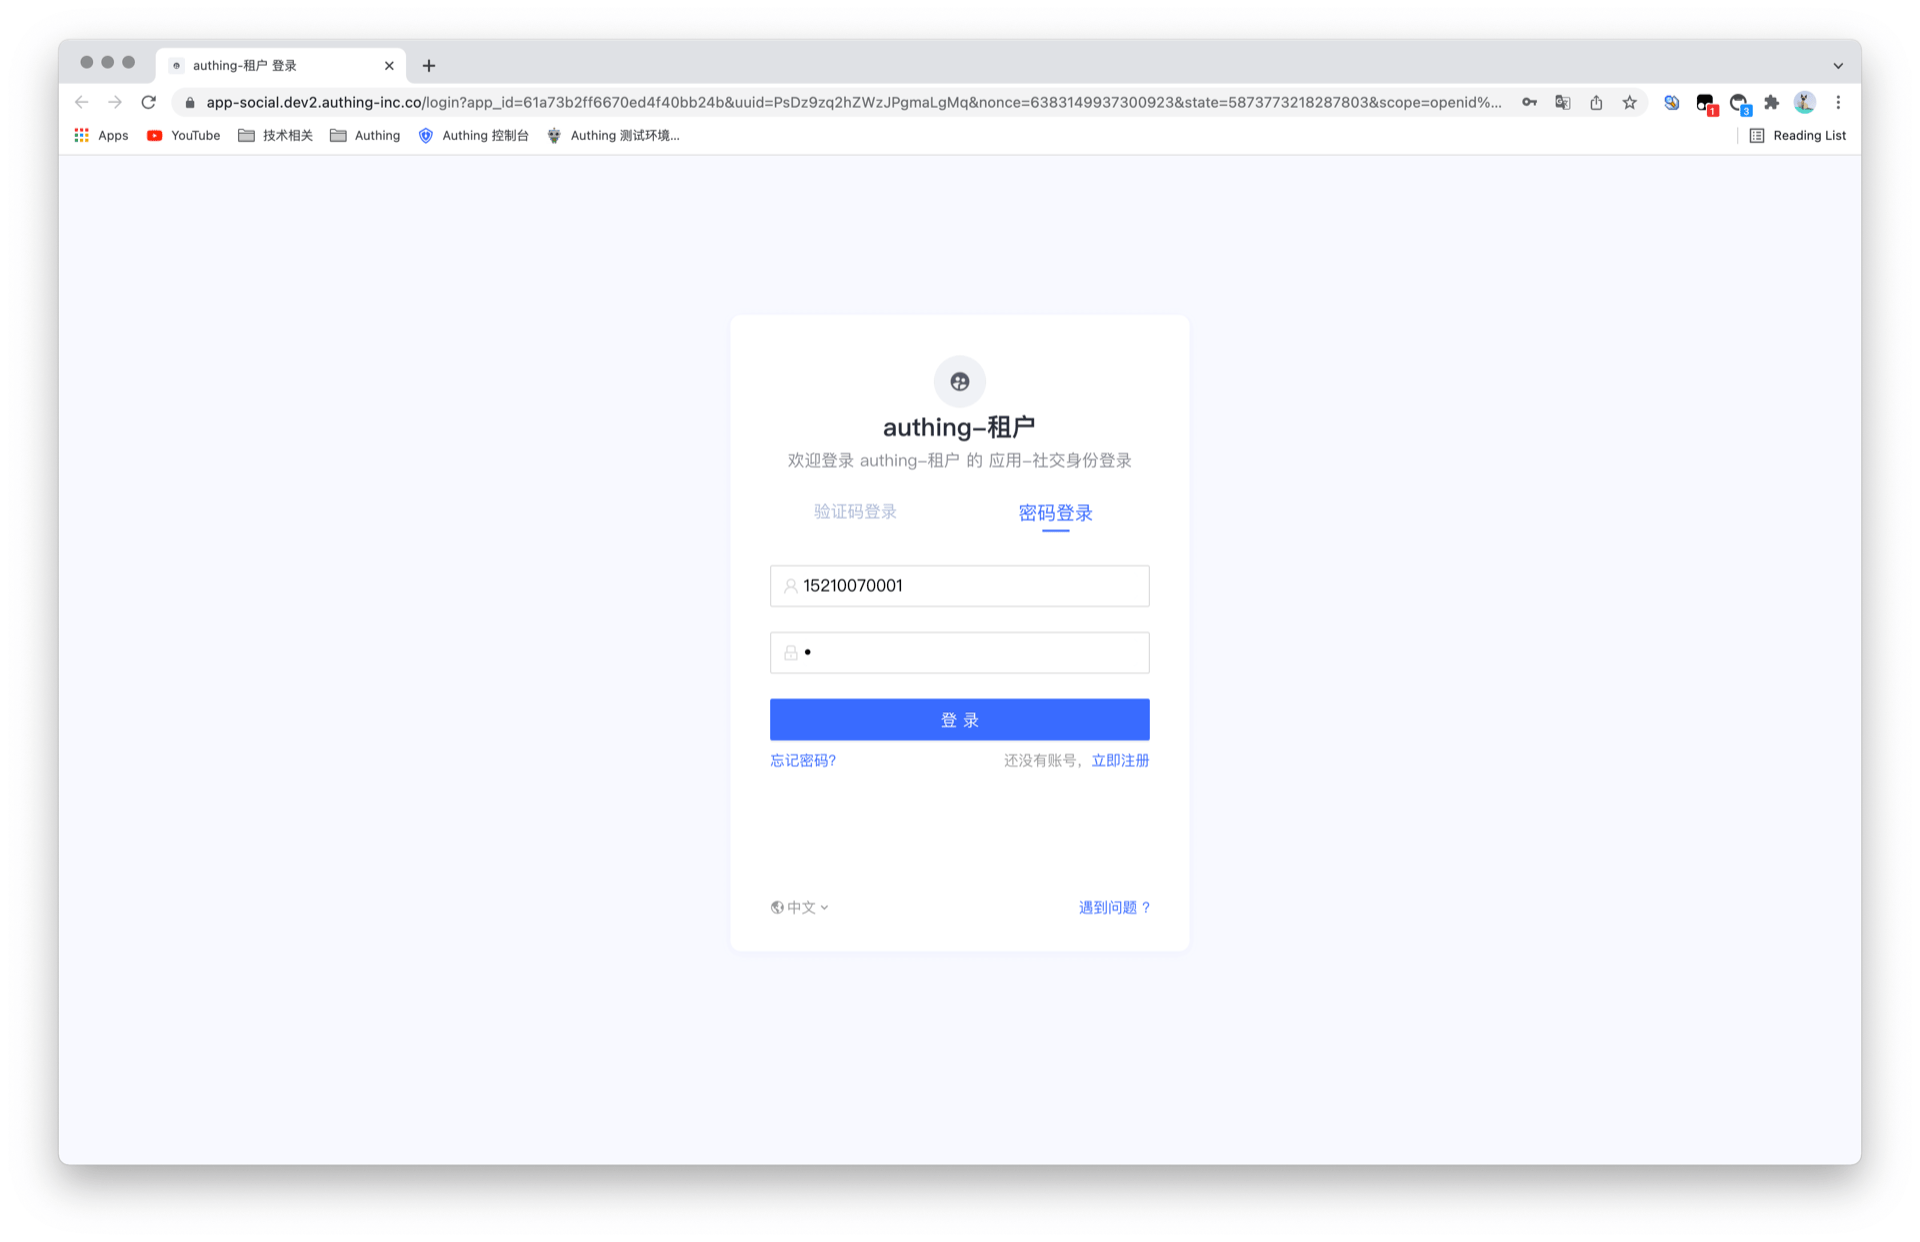 authing-租户 登录
app-social.dev2.authing-inc.co/login?app_id=61a73b2ff6670ed4f40bb24b&uuid=PsDz9zq2hZWzJPgmaLgMq&nonce=6383149937300923&state=5873773218287803&scope=openid%...
1
3
Apps
YouTube
技术相关
Authing
Authing 控制台
Authing 测试环境...
Reading List
authing-租户
欢迎登录 authing-租户 的 应用-社交身份登录
验证码登录
密码登录
15210070001
登 录
忘记密码?
还没有账号，立即注册
中文
遇到问题 ?